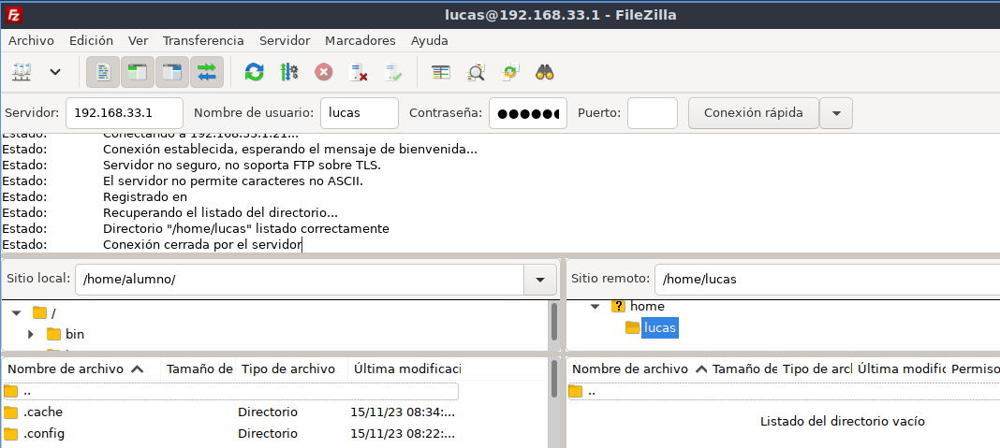 lucas@192.168.33.1 - FileZilla
Archivo Edición Ver Transferencia Servidor Marcadores Ayuda
Servidor: 192.168.33.1 Nombre de usuario: lucas Contraseña: ●●●●●● Puerto: Conexión rápida
Estado: Conectando a 192.168.33.1:21...
Estado: Conexión establecida, esperando el mensaje de bienvenida...
Estado: Servidor no seguro, no soporta FTP sobre TLS.
Estado: El servidor no permite caracteres no ASCII.
Estado: Registrado en
Estado: Recuperando el listado del directorio...
Estado: Directorio "/home/lucas" listado correctamente
Estado: Conexión cerrada por el servidor
Sitio local: /home/alumno/ Sitio remoto: /home/lucas
/ home
bin lucas
Nombre de archivo Tamaño de Tipo de archivo Última modificaci Nombre de archivo Tamaño de Tipo de arcl Última modific Permiso
.. ..
.cache Directorio 15/11/23 08:34:... Listado del directorio vacío
.config Directorio 15/11/23 08:22:...